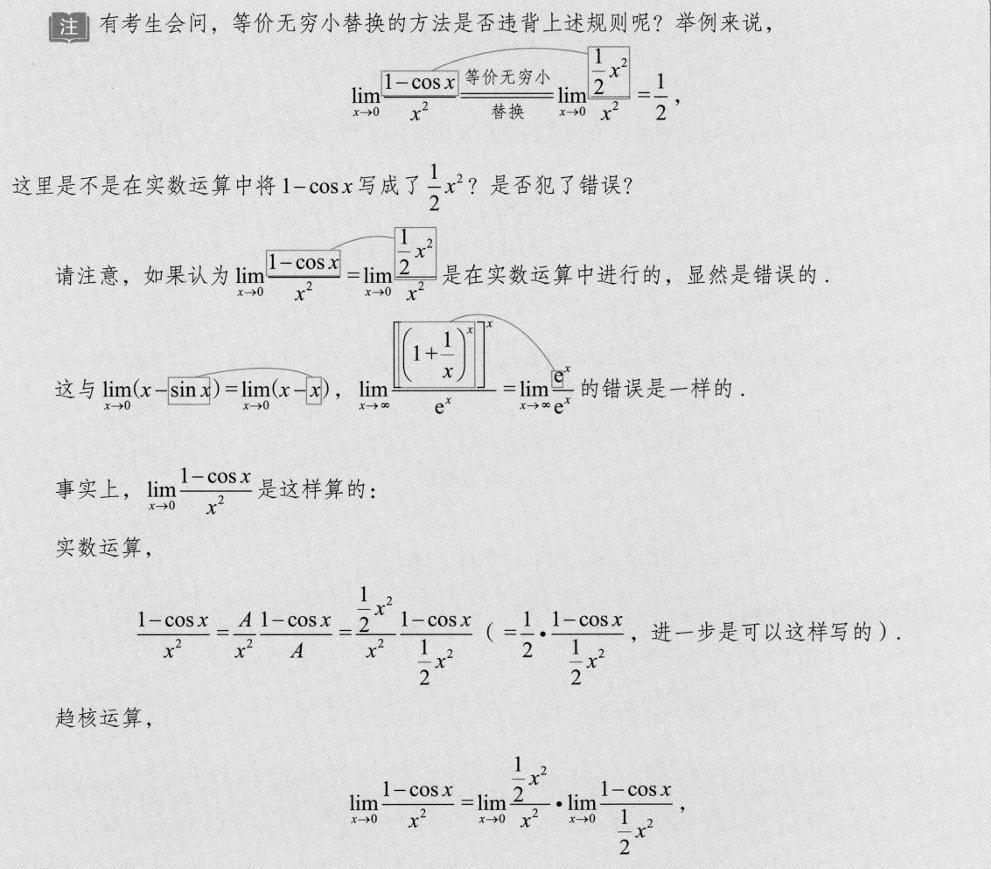 注 有考生会问，等价无穷小替换的方法是否违背上述规则呢？举例来说，
$\lim_{x \to 0} \frac{1-\cos x}{x^2} \xlongequal[替换]{等价无穷小} \lim_{x \to 0} \frac{\frac{1}{2}x^2}{x^2} = \frac{1}{2}$，
这里是不是在实数运算中将 $1-\cos x$ 写成了 $\frac{1}{2}x^2$？是否犯了错误？
请注意，如果认为 $\lim_{x \to 0} \frac{1-\cos x}{x^2} = \lim_{x \to 0} \frac{\frac{1}{2}x^2}{x^2}$ 是在实数运算中进行的，显然是错误的．
这与 $\lim_{x \to 0}(x-\sin x) = \lim_{x \to 0}(x-x)$，$\lim_{x \to \infty} \frac{\left[\left(1+\frac{1}{x}\right)^x\right]^x}{e^x} = \lim_{x \to \infty} \frac{e^x}{e^x}$ 的错误是一样的．
事实上，$\lim_{x \to 0} \frac{1-\cos x}{x^2}$ 是这样算的：
实数运算，
$\frac{1-\cos x}{x^2} = \frac{A}{x^2} \frac{1-\cos x}{A} = \frac{\frac{1}{2}x^2}{x^2} \frac{1-\cos x}{\frac{1}{2}x^2}$（$= \frac{1}{2} \cdot \frac{1-\cos x}{\frac{1}{2}x^2}$，进一步是可以这样写的）．
趋核运算，
$\lim_{x \to 0} \frac{1-\cos x}{x^2} = \lim_{x \to 0} \frac{\frac{1}{2}x^2}{x^2} \cdot \lim_{x \to 0} \frac{1-\cos x}{\frac{1}{2}x^2}$，